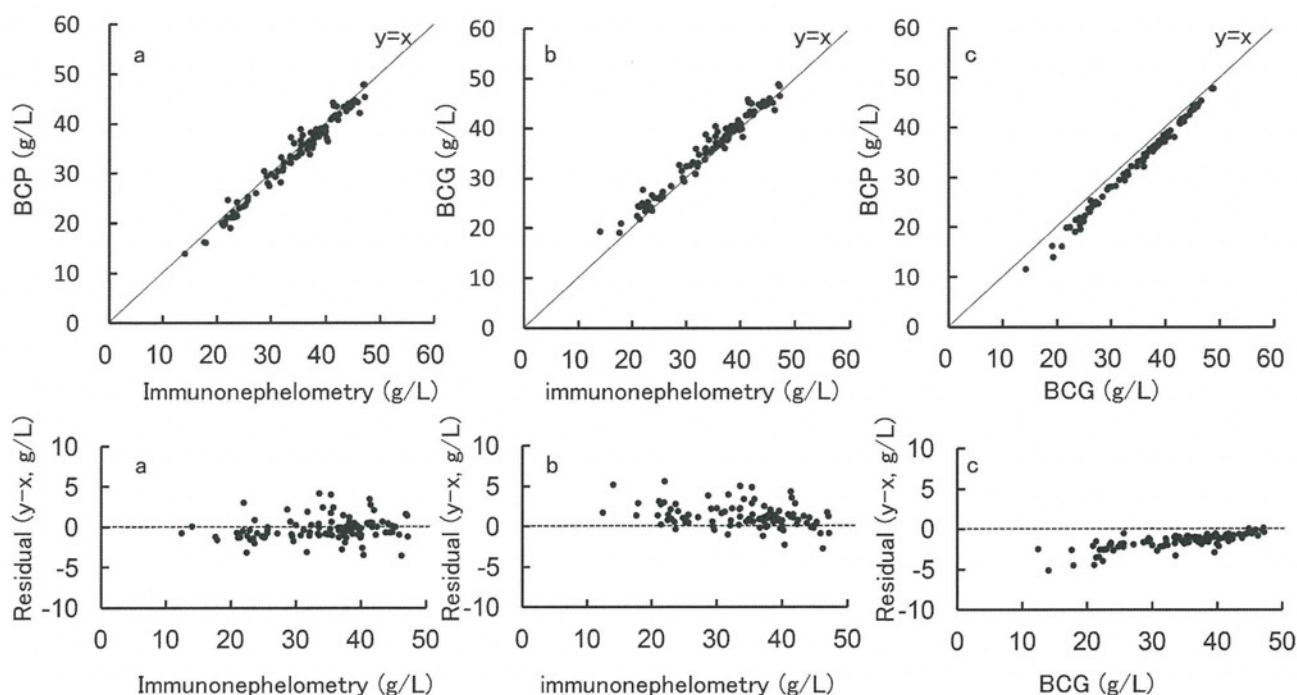 60
50
40
30
20
10
0
BCP (g/L)
a
y=x
0 10 20 30 40 50 60
Immunonephelometry (g/L)
60
50
40
30
20
10
0
BCG (g/L)
b
y=x
0 10 20 30 40 50 60
immunonephelometry (g/L)
60
50
40
30
20
10
0
BCP (g/L)
c
y=x
0 10 20 30 40 50 60
BCG (g/L)
10
5
0
-5
-10
Residual (y-x, g/L)
a
0 10 20 30 40 50
Immunonephelometry (g/L)
10
5
0
-5
-10
Residual (y-x, g/L)
b
0 10 20 30 40 50
immunonephelometry (g/L)
10
5
0
-5
-10
Residual (y-x, g/L)
c
0 10 20 30 40 50
BCG (g/L)